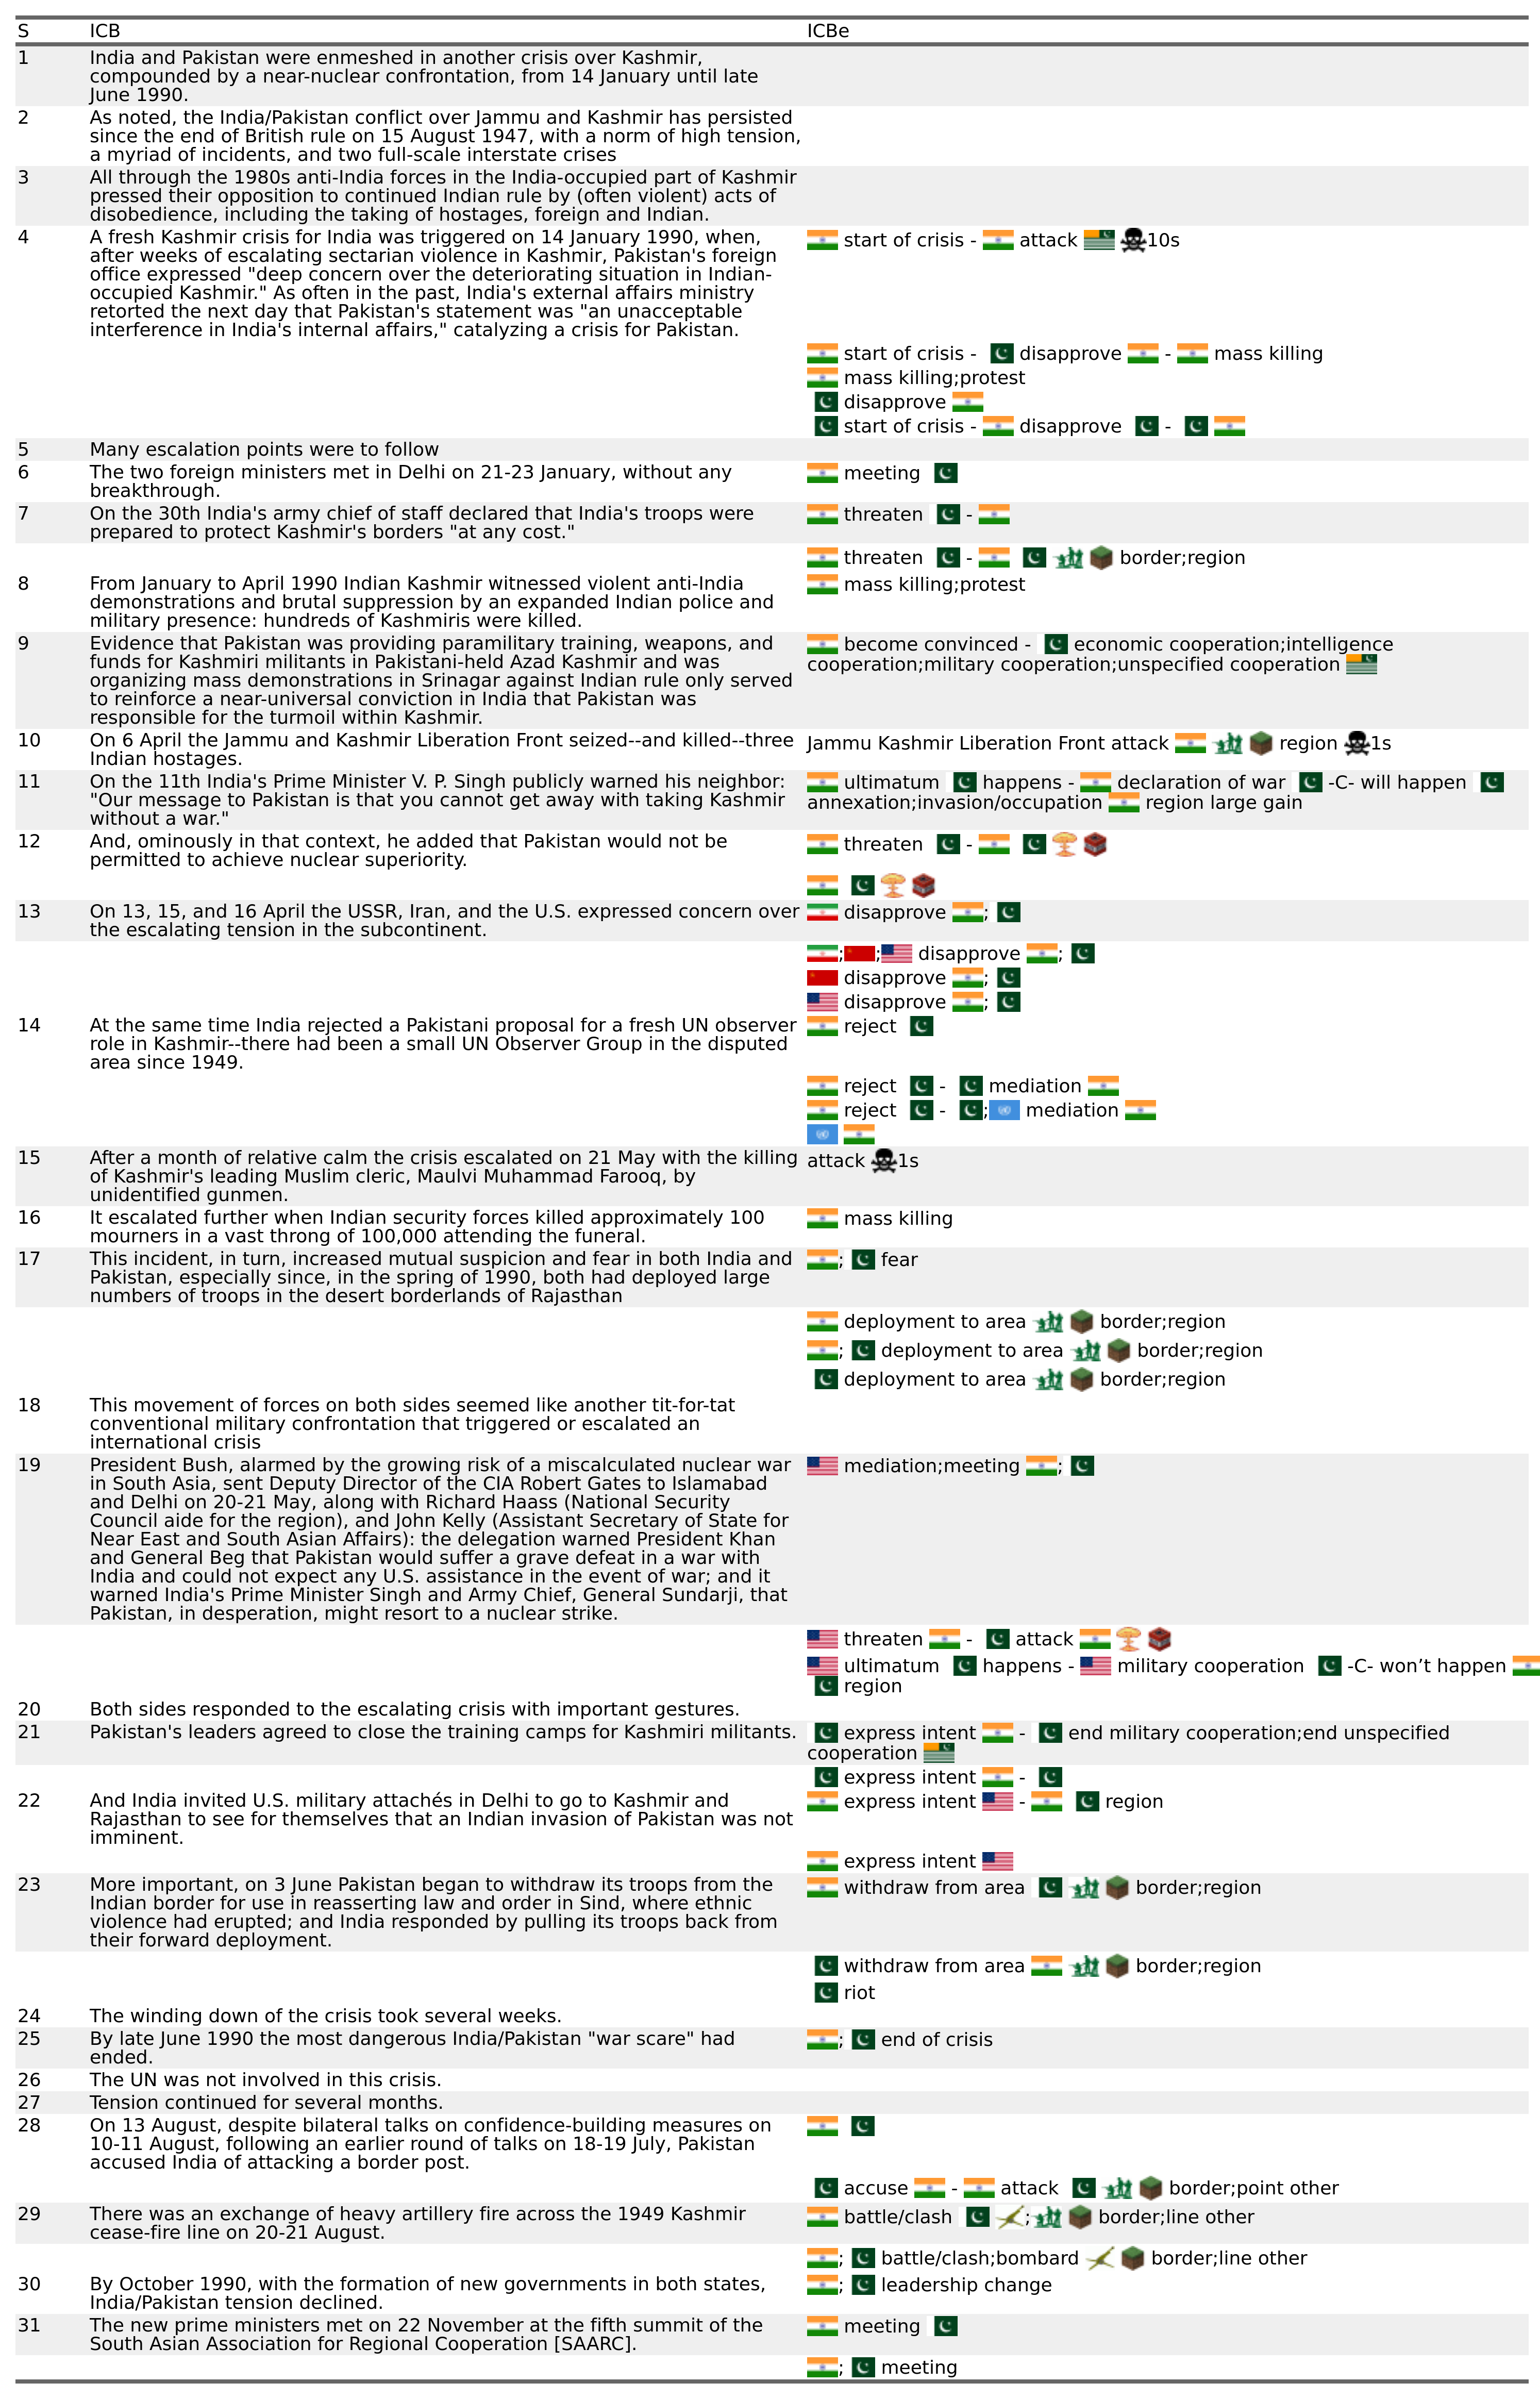 S ICB ICBe
1 India and Pakistan were enmeshed in another crisis over Kashmir,
compounded by a near-nuclear confrontation, from 14 January until late
June 1990.
2 As noted, the India/Pakistan conflict over Jammu and Kashmir has persisted
since the end of British rule on 15 August 1947, with a norm of high tension,
a myriad of incidents, and two full-scale interstate crises
3 All through the 1980s anti-India forces in the India-occupied part of Kashmir
pressed their opposition to continued Indian rule by (often violent) acts of
disobedience, including the taking of hostages, foreign and Indian.
4 A fresh Kashmir crisis for India was triggered on 14 January 1990, when, start of crisis - attack 10s
after weeks of escalating sectarian violence in Kashmir, Pakistan's foreign
office expressed "deep concern over the deteriorating situation in Indian-
occupied Kashmir." As often in the past, India's external affairs ministry
retorted the next day that Pakistan's statement was "an unacceptable
interference in India's internal affairs," catalyzing a crisis for Pakistan.
start of crisis - disapprove - mass killing
mass killing;protest
disapprove
start of crisis - disapprove -
5 Many escalation points were to follow
6 The two foreign ministers met in Delhi on 21-23 January, without any meeting
breakthrough.
7 On the 30th India's army chief of staff declared that India's troops were threaten -
prepared to protect Kashmir's borders "at any cost."
threaten - border;region
8 From January to April 1990 Indian Kashmir witnessed violent anti-India mass killing;protest
demonstrations and brutal suppression by an expanded Indian police and
military presence: hundreds of Kashmiris were killed.
9 Evidence that Pakistan was providing paramilitary training, weapons, and become convinced - economic cooperation;intelligence
funds for Kashmiri militants in Pakistani-held Azad Kashmir and was cooperation;military cooperation;unspecified cooperation
organizing mass demonstrations in Srinagar against Indian rule only served
to reinforce a near-universal conviction in India that Pakistan was
responsible for the turmoil within Kashmir.
10 On 6 April the Jammu and Kashmir Liberation Front seized--and killed--three Jammu Kashmir Liberation Front attack region 1s
Indian hostages.
11 On the 11th India's Prime Minister V. P. Singh publicly warned his neighbor: ultimatum happens - declaration of war -C- will happen
"Our message to Pakistan is that you cannot get away with taking Kashmir annexation;invasion/occupation region large gain
without a war."
12 And, ominously in that context, he added that Pakistan would not be threaten -
permitted to achieve nuclear superiority.
13 On 13, 15, and 16 April the USSR, Iran, and the U.S. expressed concern over disapprove ;
the escalating tension in the subcontinent.
; ; disapprove ;
disapprove ;
disapprove ;
14 At the same time India rejected a Pakistani proposal for a fresh UN observer reject
role in Kashmir--there had been a small UN Observer Group in the disputed
area since 1949.
reject - mediation
reject - ; mediation
15 After a month of relative calm the crisis escalated on 21 May with the killing attack 1s
of Kashmir's leading Muslim cleric, Maulvi Muhammad Farooq, by
unidentified gunmen.
16 It escalated further when Indian security forces killed approximately 100 mass killing
mourners in a vast throng of 100,000 attending the funeral.
17 This incident, in turn, increased mutual suspicion and fear in both India and ; fear
Pakistan, especially since, in the spring of 1990, both had deployed large
numbers of troops in the desert borderlands of Rajasthan
deployment to area border;region
; deployment to area border;region
deployment to area border;region
18 This movement of forces on both sides seemed like another tit-for-tat
conventional military confrontation that triggered or escalated an
international crisis
19 President Bush, alarmed by the growing risk of a miscalculated nuclear war mediation;meeting ;
in South Asia, sent Deputy Director of the CIA Robert Gates to Islamabad
and Delhi on 20-21 May, along with Richard Haass (National Security
Council aide for the region), and John Kelly (Assistant Secretary of State for
Near East and South Asian Affairs): the delegation warned President Khan
and General Beg that Pakistan would suffer a grave defeat in a war with
India and could not expect any U.S. assistance in the event of war; and it
warned India's Prime Minister Singh and Army Chief, General Sundarji, that
Pakistan, in desperation, might resort to a nuclear strike.
threaten - attack
ultimatum happens - military cooperation -C- won't happen
region
20 Both sides responded to the escalating crisis with important gestures.
21 Pakistan's leaders agreed to close the training camps for Kashmiri militants. express intent - end military cooperation;end unspecified
cooperation
express intent -
22 And India invited U.S. military attachés in Delhi to go to Kashmir and express intent - region
Rajasthan to see for themselves that an Indian invasion of Pakistan was not
imminent.
express intent
23 More important, on 3 June Pakistan began to withdraw its troops from the withdraw from area border;region
Indian border for use in reasserting law and order in Sind, where ethnic
violence had erupted; and India responded by pulling its troops back from
their forward deployment.
withdraw from area border;region
riot
24 The winding down of the crisis took several weeks.
25 By late June 1990 the most dangerous India/Pakistan "war scare" had ; end of crisis
ended.
26 The UN was not involved in this crisis.
27 Tension continued for several months.
28 On 13 August, despite bilateral talks on confidence-building measures on
10-11 August, following an earlier round of talks on 18-19 July, Pakistan
accused India of attacking a border post.
accuse - attack border;point other
29 There was an exchange of heavy artillery fire across the 1949 Kashmir battle/clash ; border;line other
cease-fire line on 20-21 August.
; battle/clash;bombard border;line other
30 By October 1990, with the formation of new governments in both states, ; leadership change
India/Pakistan tension declined.
31 The new prime ministers met on 22 November at the fifth summit of the meeting
South Asian Association for Regional Cooperation [SAARC].
; meeting